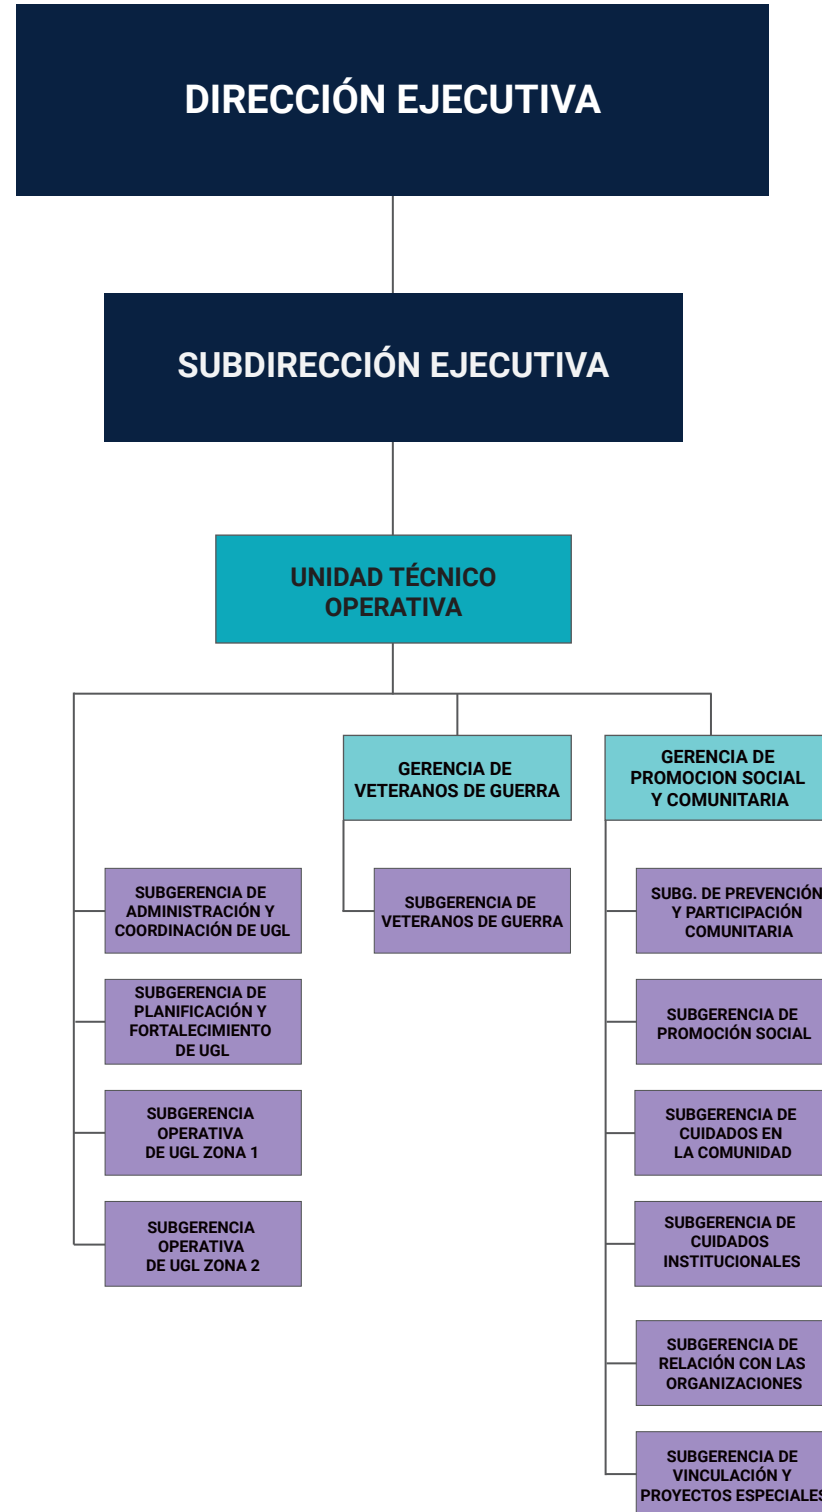 DIRECCIÓN EJECUTIVA
SUBDIRECCIÓN EJECUTIVA
UNIDAD TÉCNICO
OPERATIVA
GERENCIA DE
VETERANOS DE GUERRA
GERENCIA DE
PROMOCION SOCIAL
Y COMUNITARIA
SUBGERENCIA DE
ADMINISTRACIÓN Y
COORDINACIÓN DE UGL
SUBGERENCIA DE
PLANIFICACIÓN Y
FORTALECIMIENTO
DE UGL
SUBGERENCIA
OPERATIVA
DE UGL ZONA 1
SUBGERENCIA
OPERATIVA
DE UGL ZONA 2
SUBGERENCIA DE
VETERANOS DE GUERRA
SUBG. DE PREVENCIÓN
Y PARTICIPACIÓN
COMUNITARIA
SUBGERENCIA DE
PROMOCIÓN SOCIAL
SUBGERENCIA DE
CUIDADOS EN
LA COMUNIDAD
SUBGERENCIA DE
CUIDADOS
INSTITUCIONALES
SUBGERENCIA DE
RELACIÓN CON LAS
ORGANIZACIONES
SUBGERENCIA DE
VINCULACIÓN Y
PROYECTOS ESPECIALES